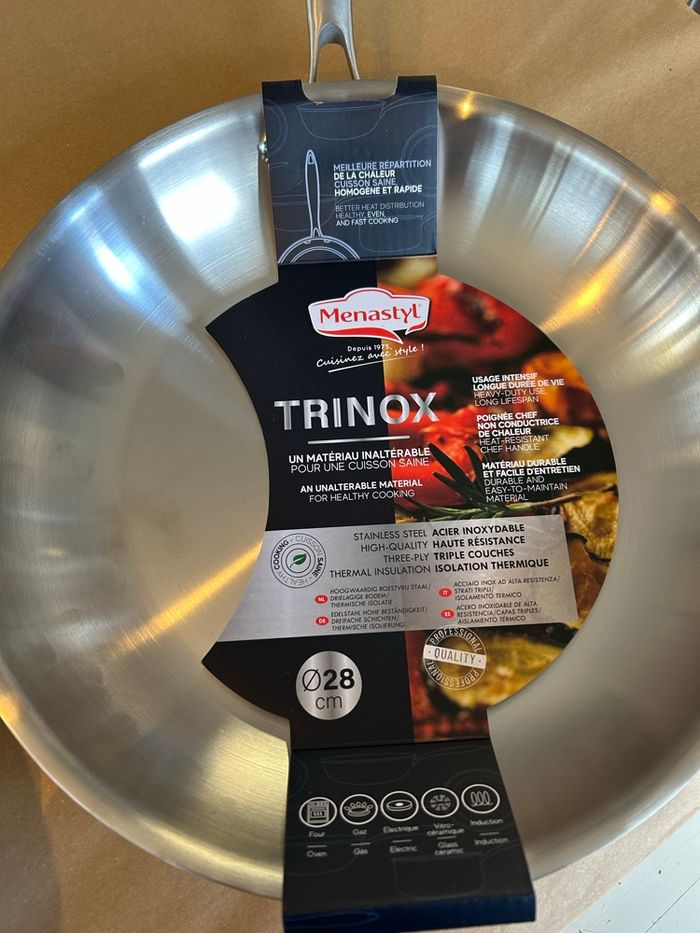 MEILLEURE RÉPARTITION
DE LA CHALEUR
CUISSON SAINE,
HOMOGÈNE ET RAPIDE
BETTER HEAT DISTRIBUTION
HEALTHY, EVEN,
AND FAST COOKING
Menastyl
Depuis 1975,
Cuisinez avec style !
TRINOX
UN MATÉRIAU INALTÉRABLE
POUR UNE CUISSON SAINE
AN UNALTERABLE MATERIAL
FOR HEALTHY COOKING
USAGE INTENSIF
LONGUE DURÉE DE VIE
HEAVY-DUTY USE,
LONG LIFESPAN
POIGNÉE CHEF
NON CONDUCTRICE
DE CHALEUR
HEAT-RESISTANT
CHEF HANDLE
MATÉRIAU DURABLE
ET FACILE D'ENTRETIEN
DURABLE AND
EASY-TO-MAINTAIN
MATERIAL
CUISSON SAINE - HEALTHY COOKING -
STAINLESS STEEL ACIER INOXYDABLE
HIGH-QUALITY HAUTE RÉSISTANCE
THREE-PLY TRIPLE COUCHES
THERMAL INSULATION ISOLATION THERMIQUE
NL HOOGWAARDIG ROESTVRIJ STAAL/
DRIELAGIGE BODEM/
THERMISCHE ISOLATIE
DE EDELSTAHL HOHE BESTÄNDIGKEIT/
DREIFACHE SCHICHTEN/
THERMISCHE ISOLIERUNG
IT ACCIAIO INOX AD ALTA RESISTENZA/
STRATI TRIPLI/
ISOLAMENTO TERMICO
ES ACERO INOXIDABLE DE ALTA
RESISTENCIA/CAPAS TRIPLES/
AISLAMIENTO TÉRMICO
PROFESSIONAL
QUALITY
PROFESSIONAL
Ø28
cm
Four Gaz Électrique Vitro-céramique Induction
Oven Gas Electric Glass ceramic Induction